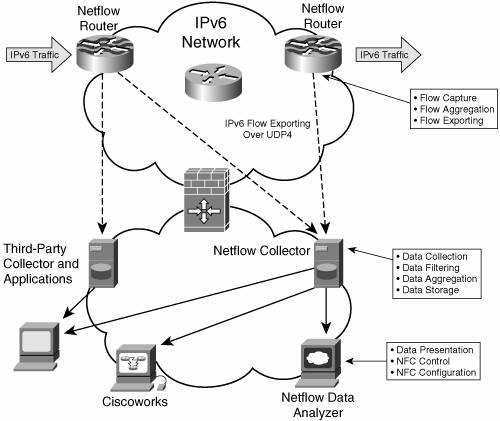 Netflow
Router
Netflow
Router
IPv6
Network
IPv6 Traffic
IPv6 Traffic
• Flow Capture
• Flow Aggregation
• Flow Exporting
IPv6 Flow Exporting
Over UDP4
Third-Party
Collector and
Applications
Netflow Collector
• Data Collection
• Data Filtering
• Data Aggregation
• Data Storage
• Data Presentation
• NFC Control
• NFC Configuration
Ciscoworks
Netflow Data
Analyzer